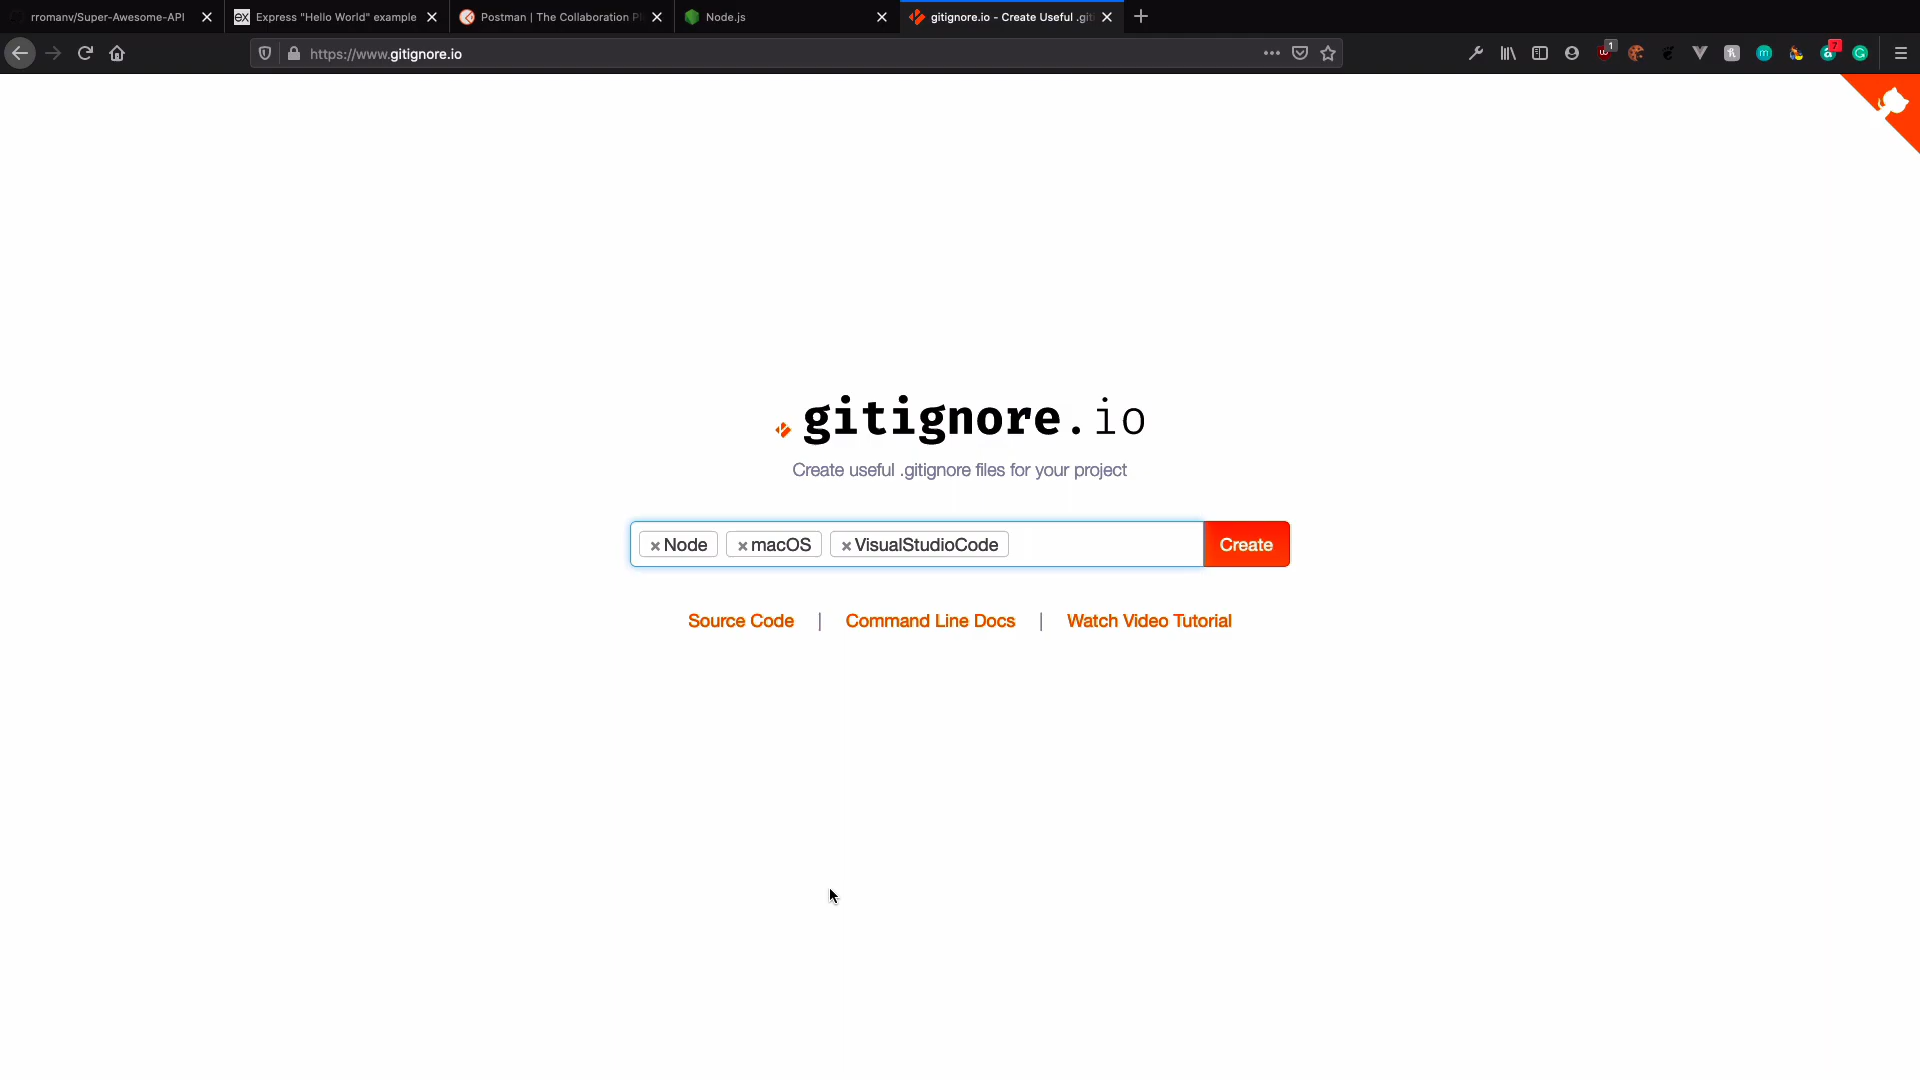 rromanv/Super-Awesome-API
Express "Hello World" example
Postman | The Collaboration Pl
Node.js
gitignore.io - Create Useful .git
https://www.gitignore.io
1
7
gitignore.io
Create useful .gitignore files for your project
×Node ×macOS ×VisualStudioCode Create
Source Code | Command Line Docs | Watch Video Tutorial